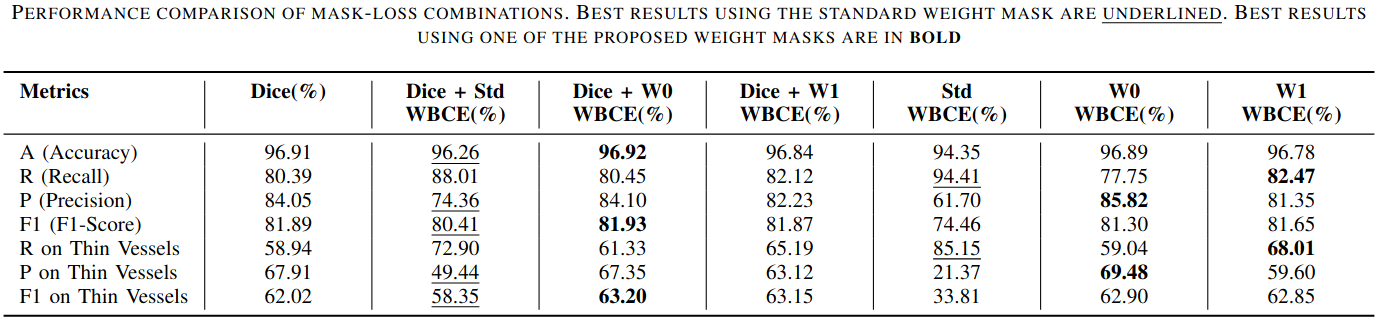 PERFORMANCE COMPARISON OF MASK-LOSS COMBINATIONS. BEST RESULTS USING THE STANDARD WEIGHT MASK ARE UNDERLINED. BEST RESULTS
USING ONE OF THE PROPOSED WEIGHT MASKS ARE IN BOLD
Metrics Dice(%) Dice + Std Dice + W0 Dice + W1 Std W0 W1
WBCE(%) WBCE(%) WBCE(%) WBCE(%) WBCE(%) WBCE(%)
A (Accuracy) 96.91 96.26 96.92 96.84 94.35 96.89 96.78
R (Recall) 80.39 88.01 80.45 82.12 94.41 77.75 82.47
P (Precision) 84.05 74.36 84.10 82.23 61.70 85.82 81.35
F1 (F1-Score) 81.89 80.41 81.93 81.87 74.46 81.30 81.65
R on Thin Vessels 58.94 72.90 61.33 65.19 85.15 59.04 68.01
P on Thin Vessels 67.91 49.44 67.35 63.12 21.37 69.48 59.60
F1 on Thin Vessels 62.02 58.35 63.20 63.15 33.81 62.90 62.85